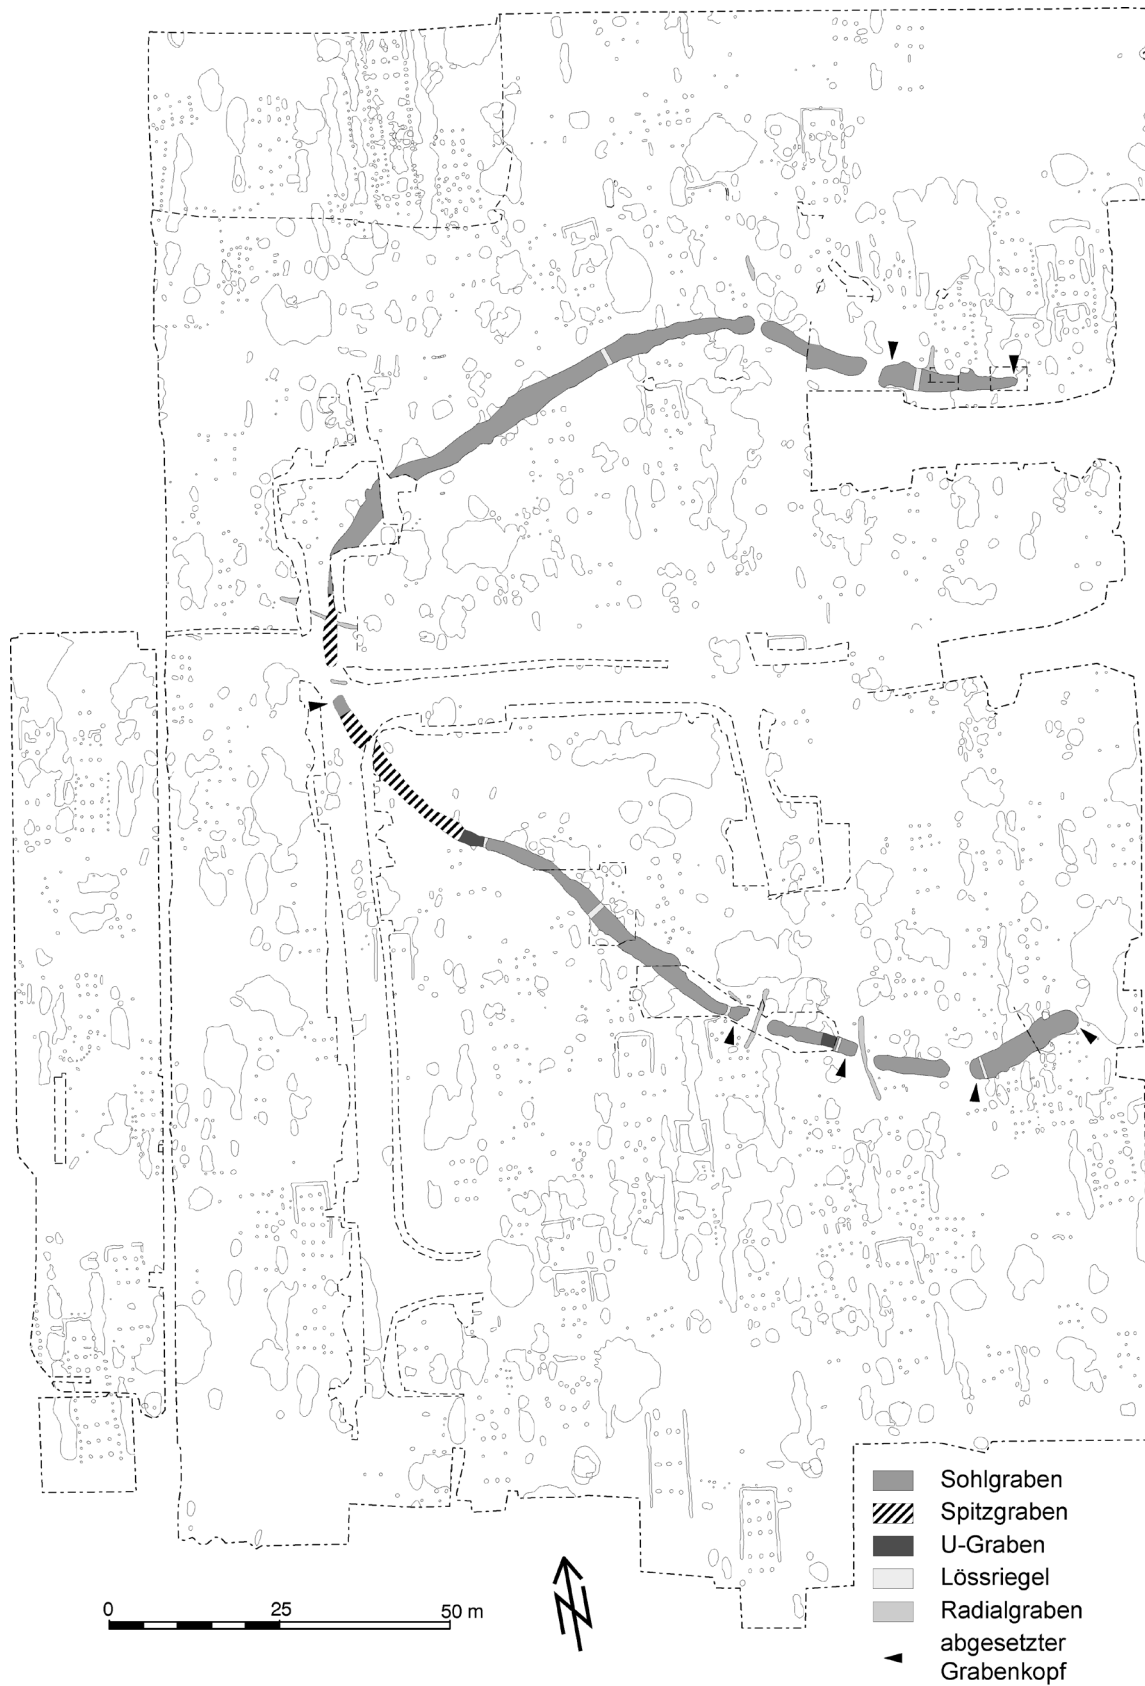 Sohlgraben
Spitzgraben
U-Graben
Lössriegel
Radialgraben
abgesetzter
Grabenkopf
0 25 50 m